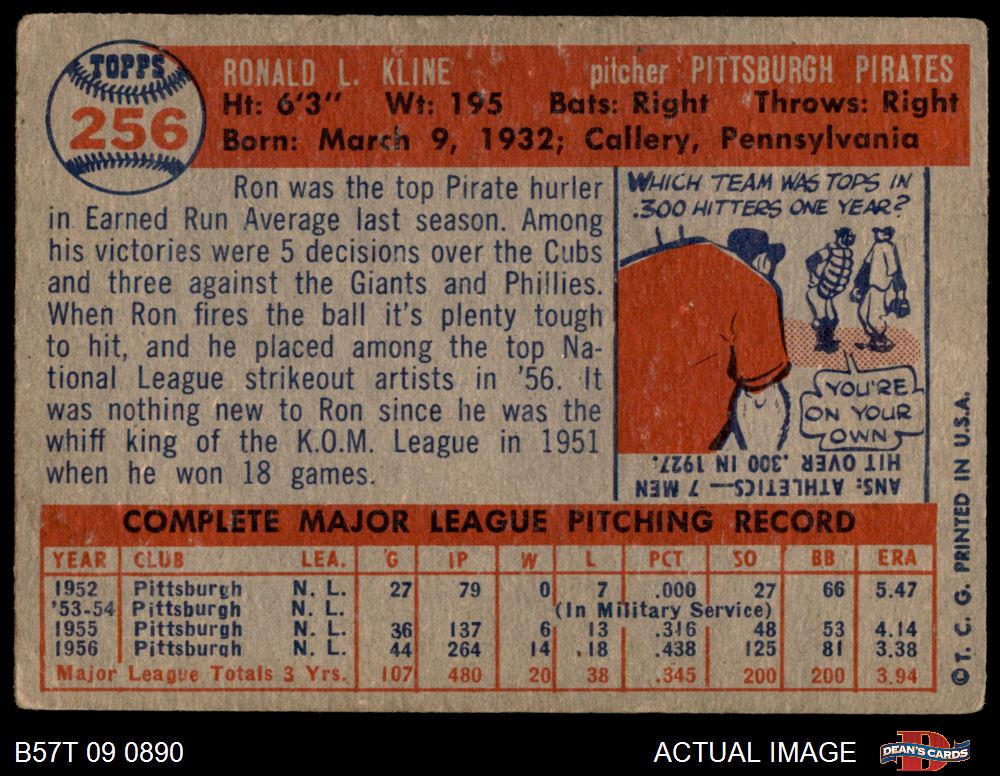 TOPPS
256
RONALD L. KLINE pitcher PITTSBURGH PIRATES
Ht: 6'3" Wt: 195 Bats: Right Throws: Right
Born: March 9, 1932; Callery, Pennsylvania
Ron was the top Pirate hurler
in Earned Run Average last season. Among
his victories were 5 decisions over the Cubs
and three against the Giants and Phillies.
When Ron fires the ball it's plenty tough
to hit, and he placed among the top Na-
tional League strikeout artists in '56. It
was nothing new to Ron since he was the
whiff king of the K.O.M. League in 1951
when he won 18 games.
WHICH TEAM WAS TOPS IN
.300 HITTERS ONE YEAR?
YOU'RE
ON YOUR
OWN
ANS: ATHLETICS—7 MEN
HIT OVER .300 IN 1927.
COMPLETE MAJOR LEAGUE PITCHING RECORD
YEAR CLUB LEA. G IP W L PCT SO BB ERA
1952 Pittsburgh N. L. 27 79 0 7 .000 27 66 5.47
'53-54 Pittsburgh N. L. (In Military Service)
1955 Pittsburgh N. L. 36 137 6 13 .316 48 53 4.14
1956 Pittsburgh N. L. 44 264 14 18 .438 125 81 3.38
Major League Totals 3 Yrs. 107 480 20 38 .345 200 200 3.94
© T. C. G. PRINTED IN U.S.A.
B57T 09 0890
ACTUAL IMAGE
DEAN'S CARDS